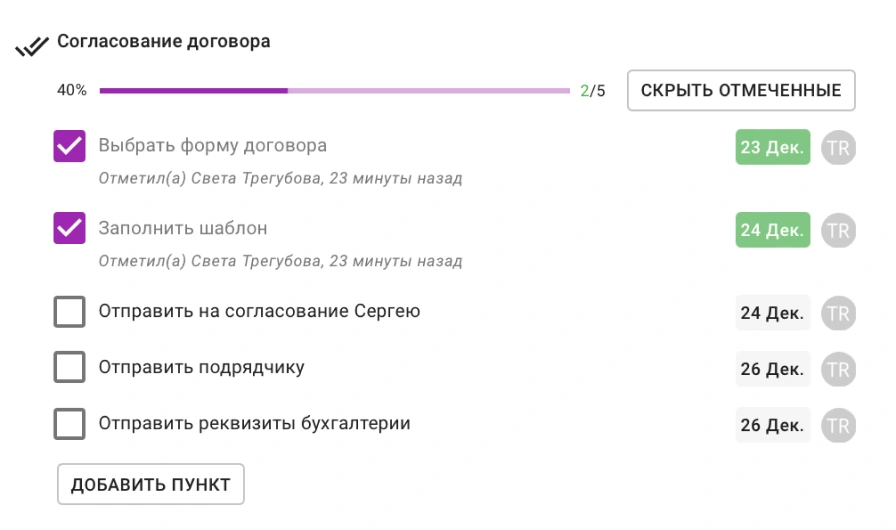 Согласование договора
40% 2/5 СКРЫТЬ ОТМЕЧЕННЫЕ
Выбрать форму договора 23 Дек. TR
Отметил(а) Света Трегубова, 23 минуты назад
Заполнить шаблон 24 Дек. TR
Отметил(а) Света Трегубова, 23 минуты назад
Отправить на согласование Сергею 24 Дек. TR
Отправить подрядчику 26 Дек. TR
Отправить реквизиты бухгалтерии 26 Дек. TR
ДОБАВИТЬ ПУНКТ